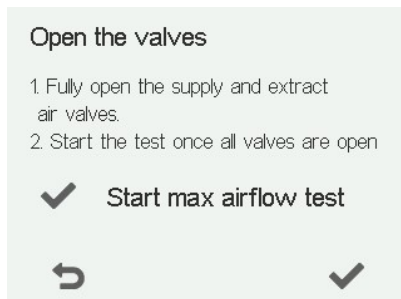 Open the valves
1. Fully open the supply and extract
air valves.
2. Start the test once all valves are open
Start max airflow test